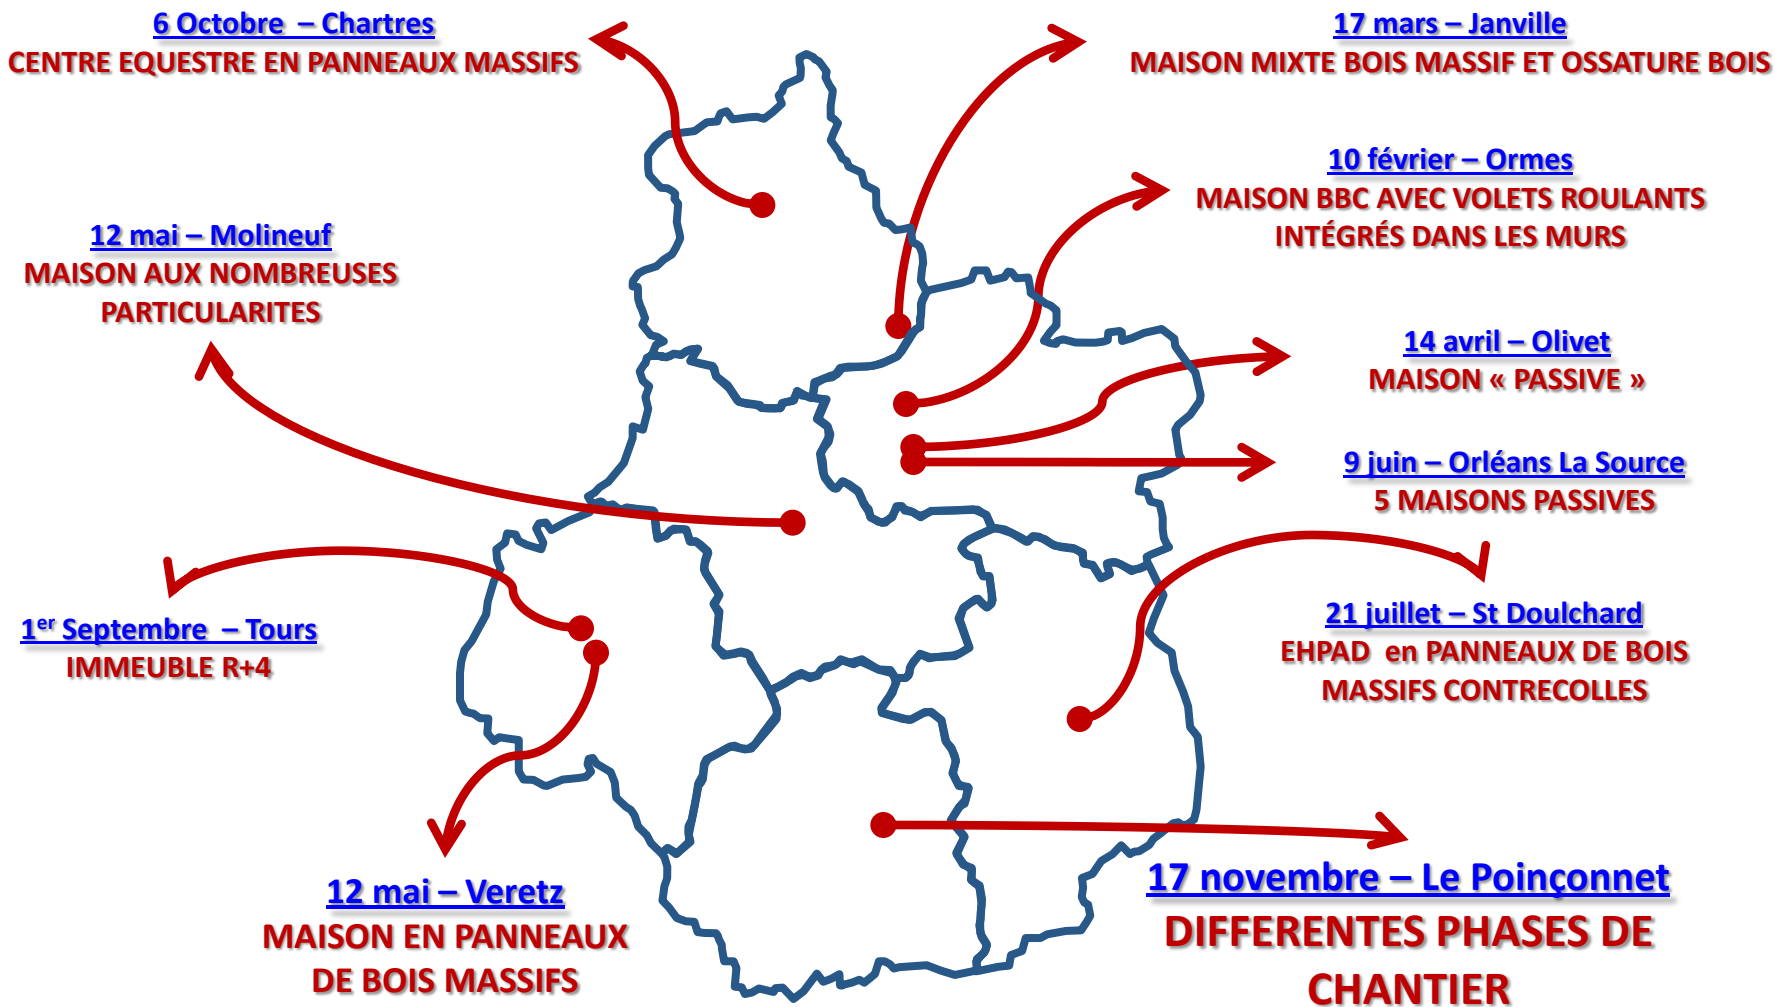 6 Octobre – Chartres
CENTRE EQUESTRE EN PANNEAUX MASSIFS
17 mars – Janville
MAISON MIXTE BOIS MASSIF ET OSSATURE BOIS
10 février – Ormes
MAISON BBC AVEC VOLETS ROULANTS
INTÉGRÉS DANS LES MURS
12 mai – Molineuf
MAISON AUX NOMBREUSES
PARTICULARITES
14 avril – Olivet
MAISON « PASSIVE »
9 juin – Orléans La Source
5 MAISONS PASSIVES
1er Septembre – Tours
IMMEUBLE R+4
21 juillet – St Doulchard
EHPAD en PANNEAUX DE BOIS
MASSIFS CONTRECOLLES
12 mai – Veretz
MAISON EN PANNEAUX
DE BOIS MASSIFS
17 novembre – Le Poinçonnet
DIFFERENTES PHASES DE
CHANTIER